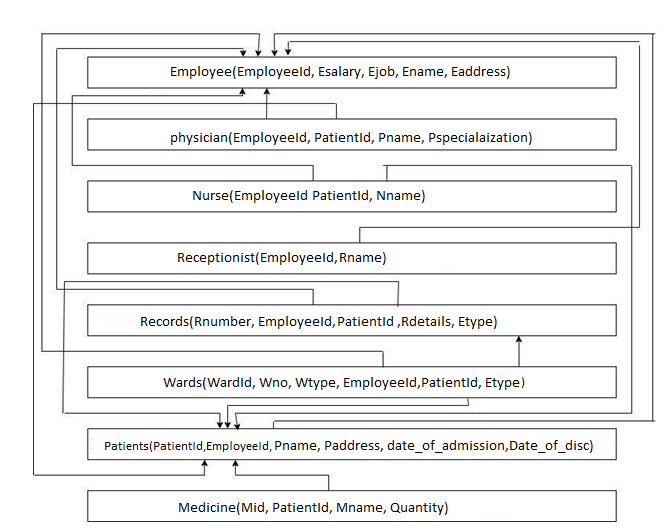 Employee(EmployeeId, Esalary, Ejob, Ename, Eaddress)
physician(EmployeeId, PatientId, Pname, Pspecialaization)
Nurse(EmployeeId PatientId, Nname)
Receptionist(EmployeeId,Rname)
Records(Rnumber, EmployeeId,PatientId ,Rdetails, Etype)
Wards(WardId, Wno, Wtype, EmployeeId,PatientId, Etype)
Patients(PatientId,EmployeeId, Pname, Paddress, date_of_admission,Date_of_disc)
Medicine(Mid, PatientId, Mname, Quantity)